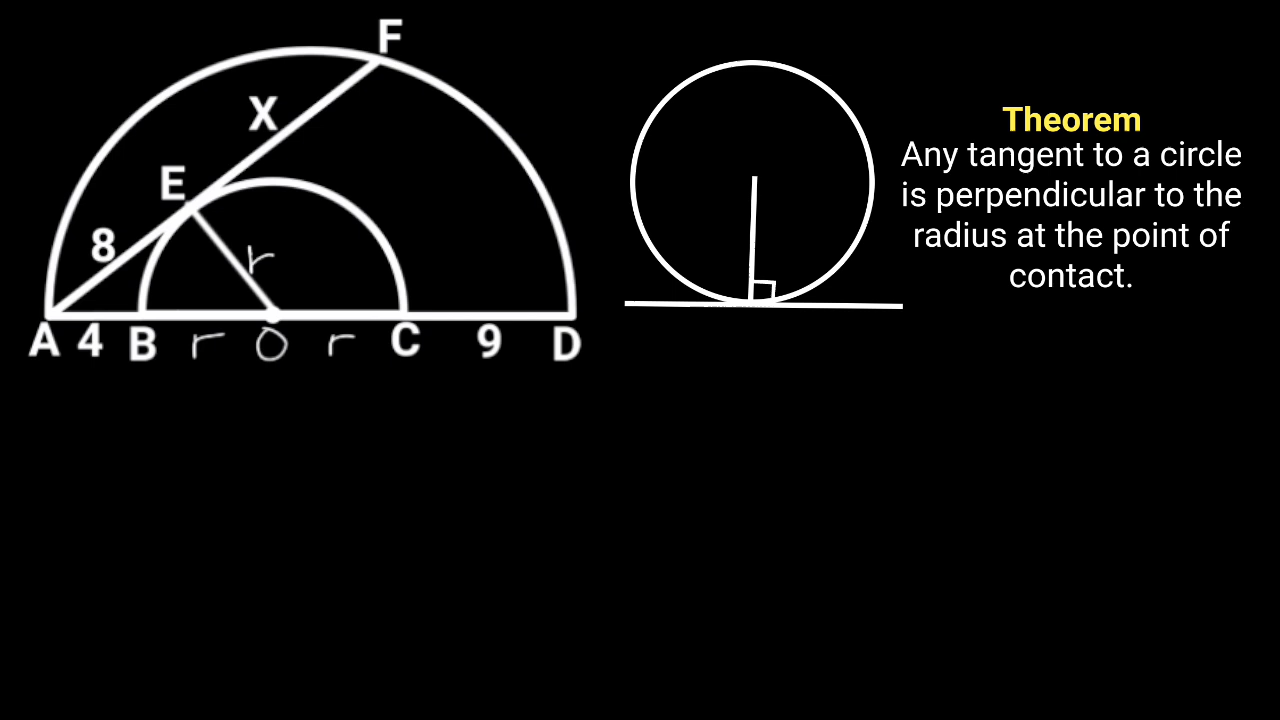 F
X
E
8
r
A 4 B r O r C 9 D
Theorem
Any tangent to a circle
is perpendicular to the
radius at the point of
contact.